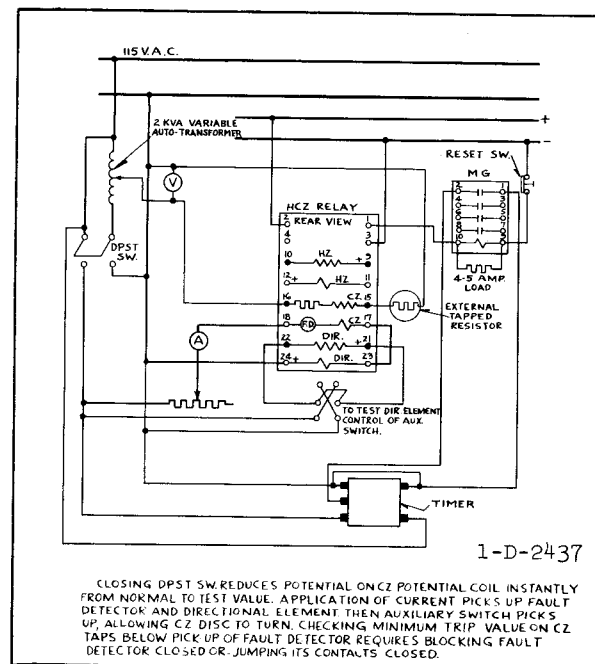 115 V.A.C.
2 KVA VARIABLE
AUTO-TRANSFORMER
+
-
RESET SW.
MG
V
HCZ RELAY
REAR VIEW
2 1
4 3
DPST
SW.
10 HZ + 9
12 + HZ 11
16 CZ 15
18 FD CZ 17
22 DIR. + 21
24 + DIR. 23
A
4-5 AMP.
LOAD
EXTERNAL
TAPPED
RESISTOR
TO TEST DIR. ELEMENT
CONTROL OF AUX.
SWITCH.
TIMER
1-D-2437
CLOSING DPST SW. REDUCES POTENTIAL ON CZ POTENTIAL COIL INSTANTLY
FROM NORMAL TO TEST VALUE. APPLICATION OF CURRENT PICKS UP FAULT
DETECTOR AND DIRECTIONAL ELEMENT. THEN AUXILIARY SWITCH PICKS
UP, ALLOWING CZ DISC TO TURN. CHECKING MINIMUM TRIP VALUE ON CZ
TAPS BELOW PICK UP OF FAULT DETECTOR REQUIRES BLOCKING FAULT
DETECTOR CLOSED OR JUMPING ITS CONTACTS CLOSED.